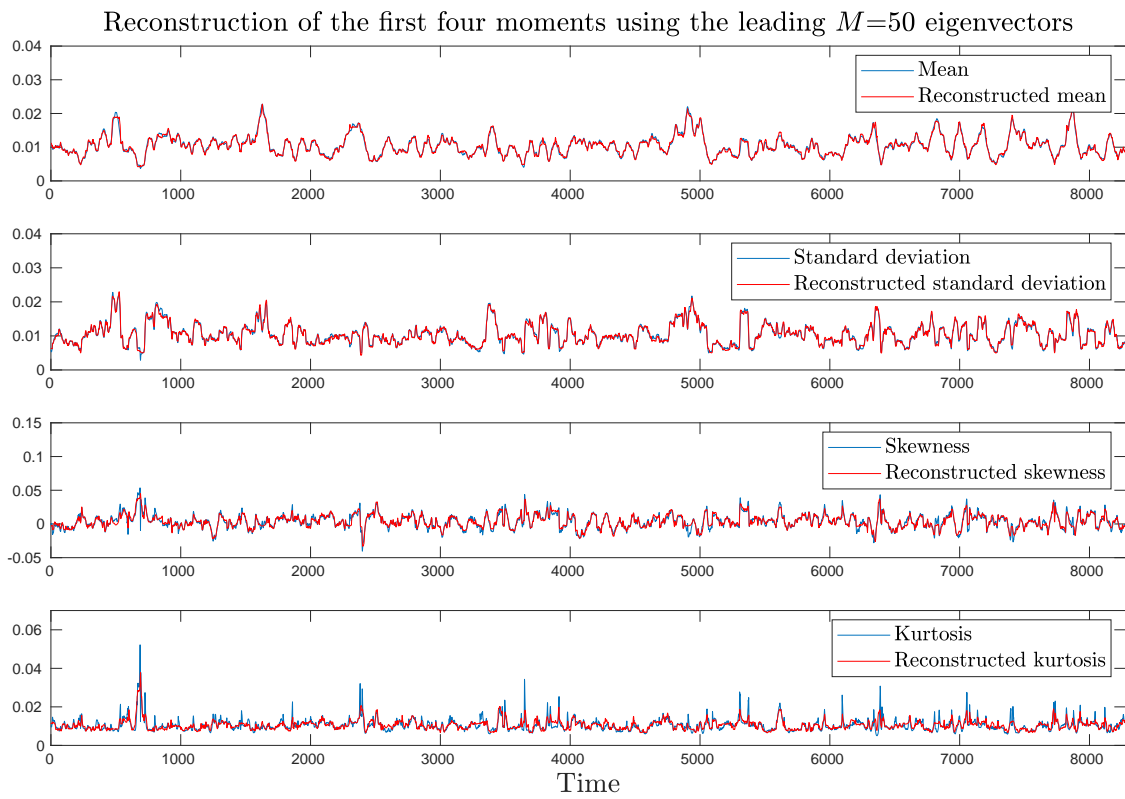 Reconstruction of the first four moments using the leading M=50 eigenvectors
0.04
0.03
0.02
0.01
0
Mean
Reconstructed mean
0 1000 2000 3000 4000 5000 6000 7000 8000
0.04
0.03
0.02
0.01
0
Standard deviation
Reconstructed standard deviation
0 1000 2000 3000 4000 5000 6000 7000 8000
0.15
0.1
0.05
0
-0.05
Skewness
Reconstructed skewness
0 1000 2000 3000 4000 5000 6000 7000 8000
0.06
0.04
0.02
0
Kurtosis
Reconstructed kurtosis
0 1000 2000 3000 4000 5000 6000 7000 8000
Time